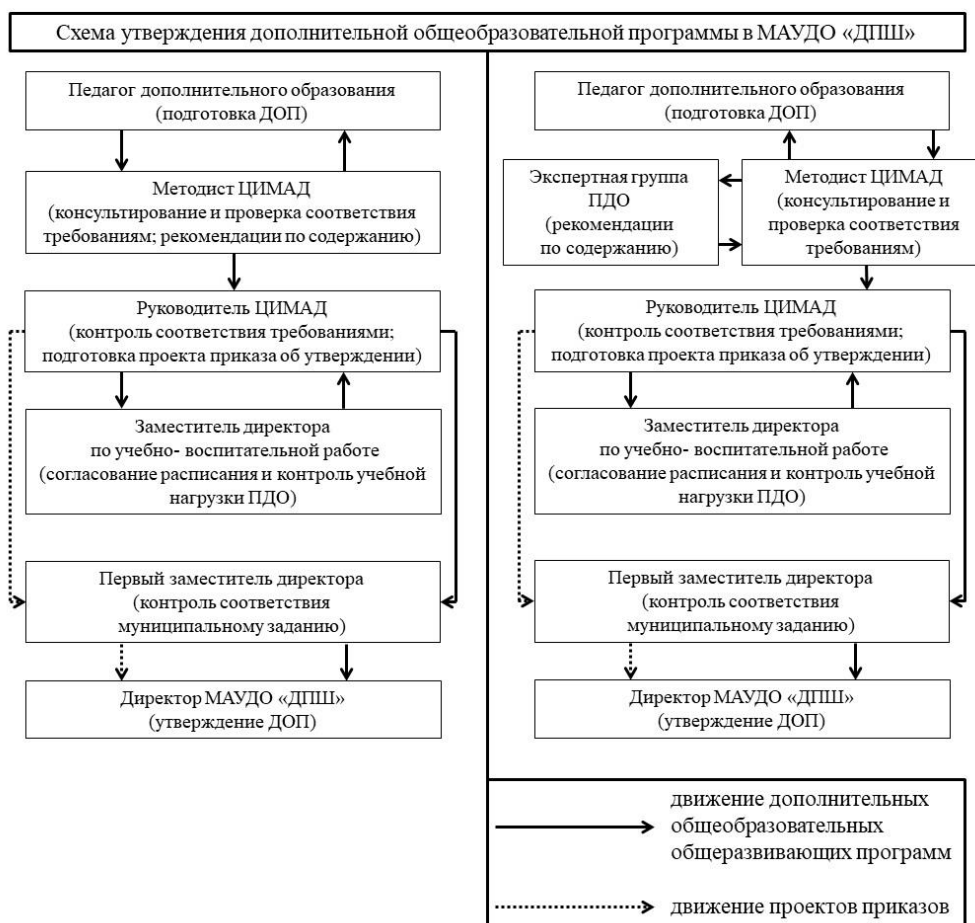 Схема утверждения дополнительной общеобразовательной программы в МАУДО «ДПШ»
Педагог дополнительного образования
(подготовка ДОП)
Методист ЦИМАД
(консультирование и проверка соответствия
требованиям; рекомендации по содержанию)
Руководитель ЦИМАД
(контроль соответствия требованиями;
подготовка проекта приказа об утверждении)
Заместитель директора
по учебно- воспитательной работе
(согласование расписания и контроль учебной
нагрузки ПДО)
Первый заместитель директора
(контроль соответствия
муниципальному заданию)
Директор МАУДО «ДПШ»
(утверждение ДОП)
Педагог дополнительного образования
(подготовка ДОП)
Экспертная группа
ПДО
(рекомендации
по содержанию)
Методист ЦИМАД
(консультирование и
проверка соответствия
требованиям)
Руководитель ЦИМАД
(контроль соответствия требованиями;
подготовка проекта приказа об утверждении)
Заместитель директора
по учебно- воспитательной работе
(согласование расписания и контроль учебной
нагрузки ПДО)
Первый заместитель директора
(контроль соответствия
муниципальному заданию)
Директор МАУДО «ДПШ»
(утверждение ДОП)
движение дополнительных
общеобразовательных
общеразвивающих программ
движение проектов приказов